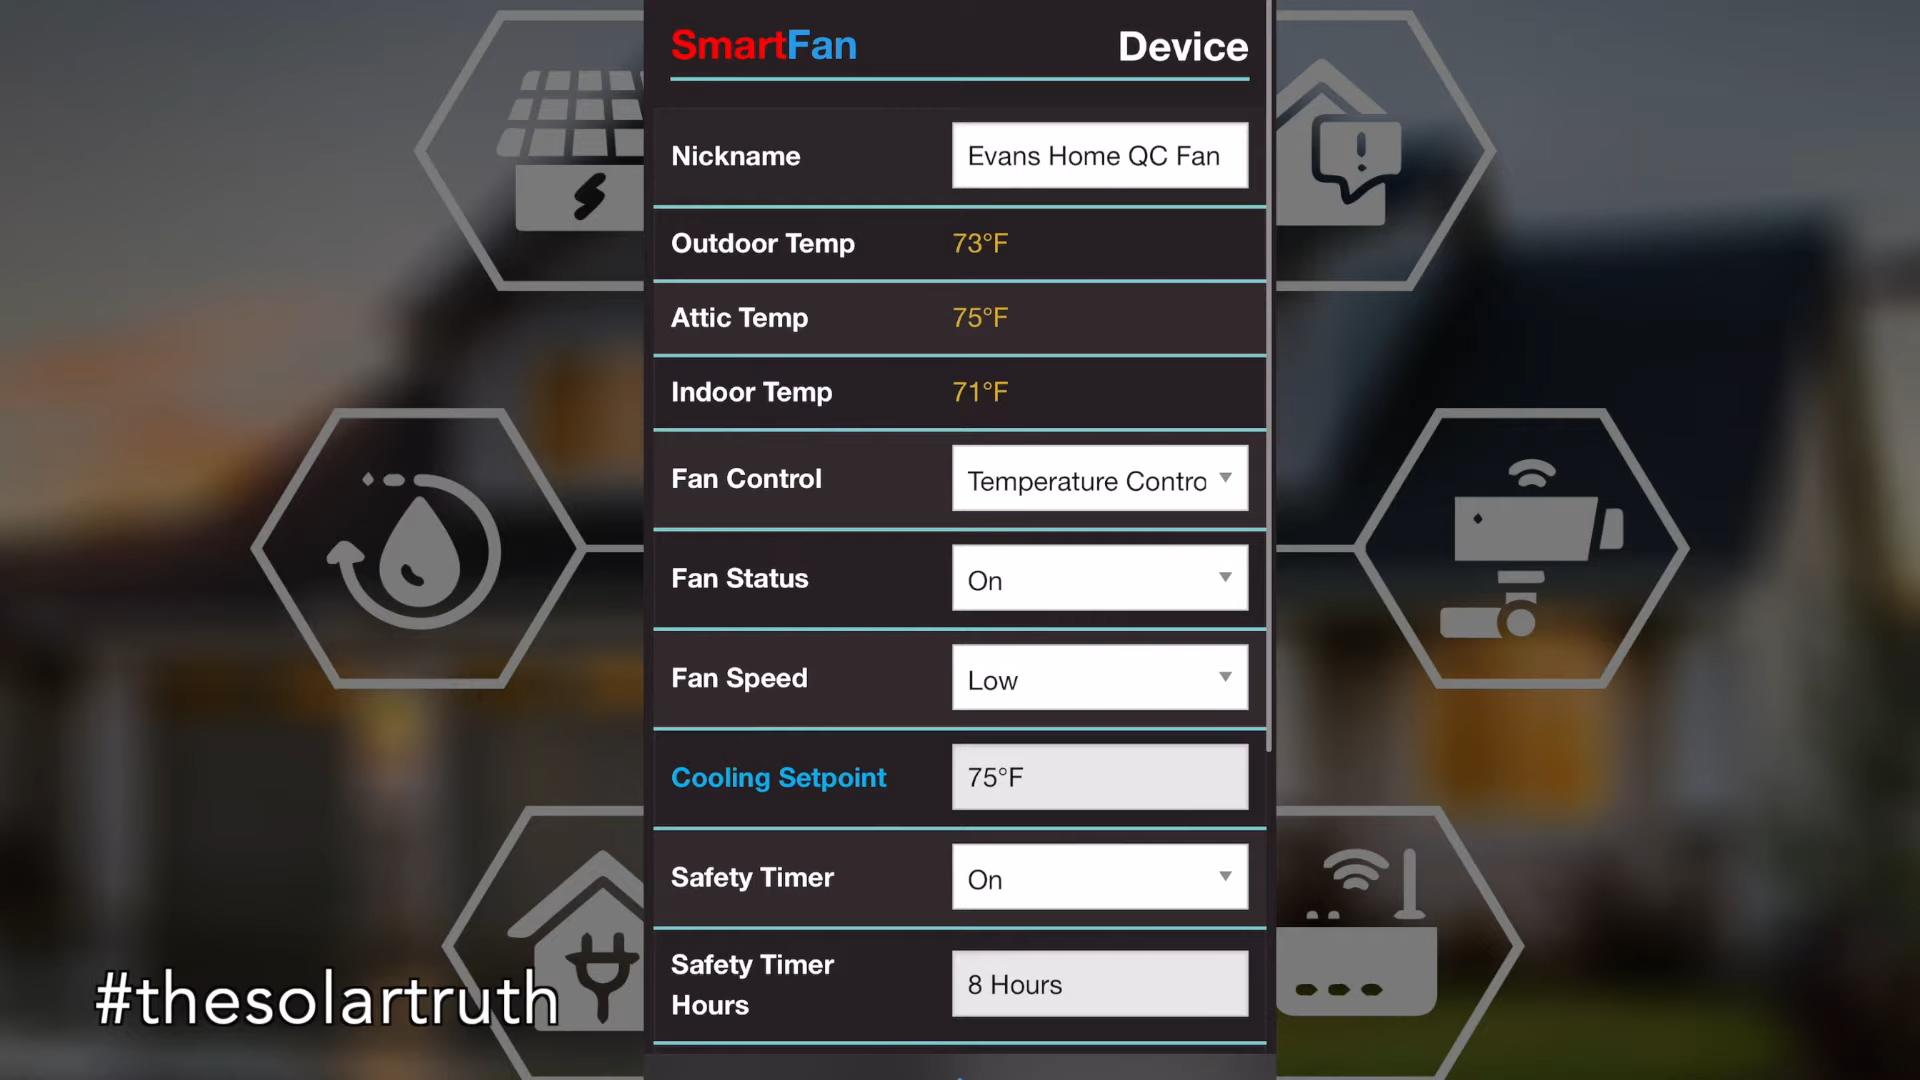 SmartFan Device
Nickname Evans Home QC Fan
Outdoor Temp 73°F
Attic Temp 75°F
Indoor Temp 71°F
Fan Control Temperature Contro
Fan Status On
Fan Speed Low
Cooling Setpoint 75°F
Safety Timer On
Safety Timer
Hours 8 Hours
#thesolartruth